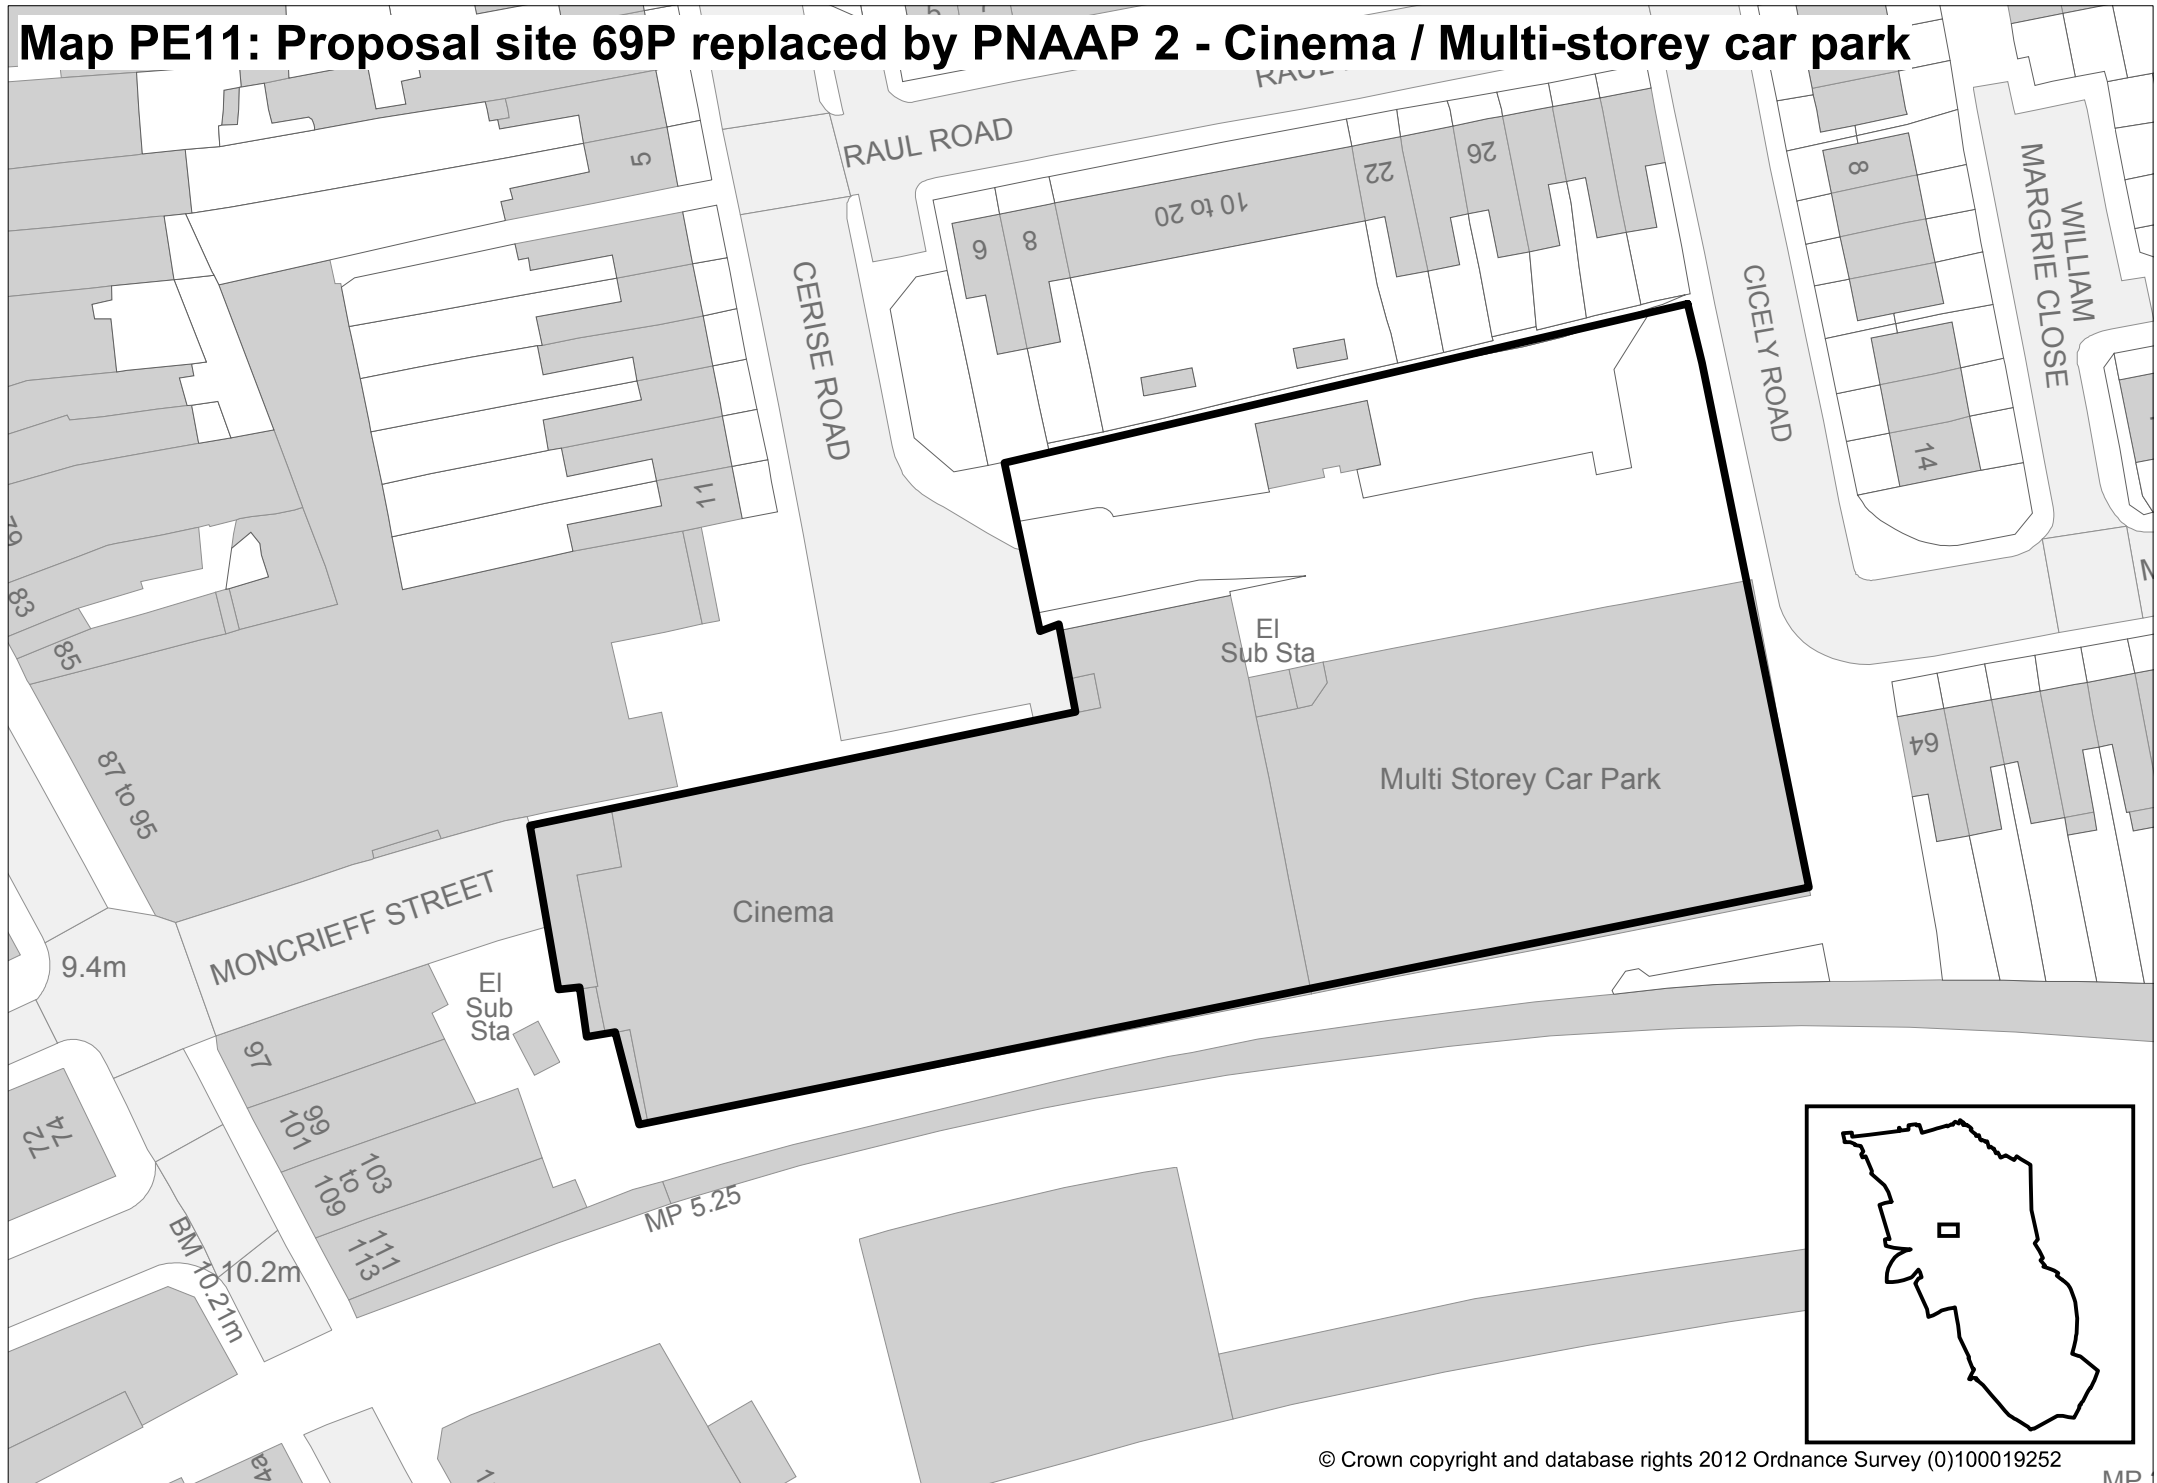 Map PE11: Proposal site 69P replaced by PNAAP 2 - Cinema / Multi-storey car park
RAUL ROAD
5
10 to 20
22
26
6
8
8
WILLIAM
MARGRIE CLOSE
CERISE ROAD
CICELY ROAD
14
11
79
83
85
El
Sub Sta
64
87 to 95
Multi Storey Car Park
Cinema
MONCRIEFF STREET
9.4m
El
Sub
Sta
97
99
101
74
72
103
to
109
MP 5.25
111
113
BM 10.21m
10.2m
4a
1
© Crown copyright and database rights 2012 Ordnance Survey (0)100019252